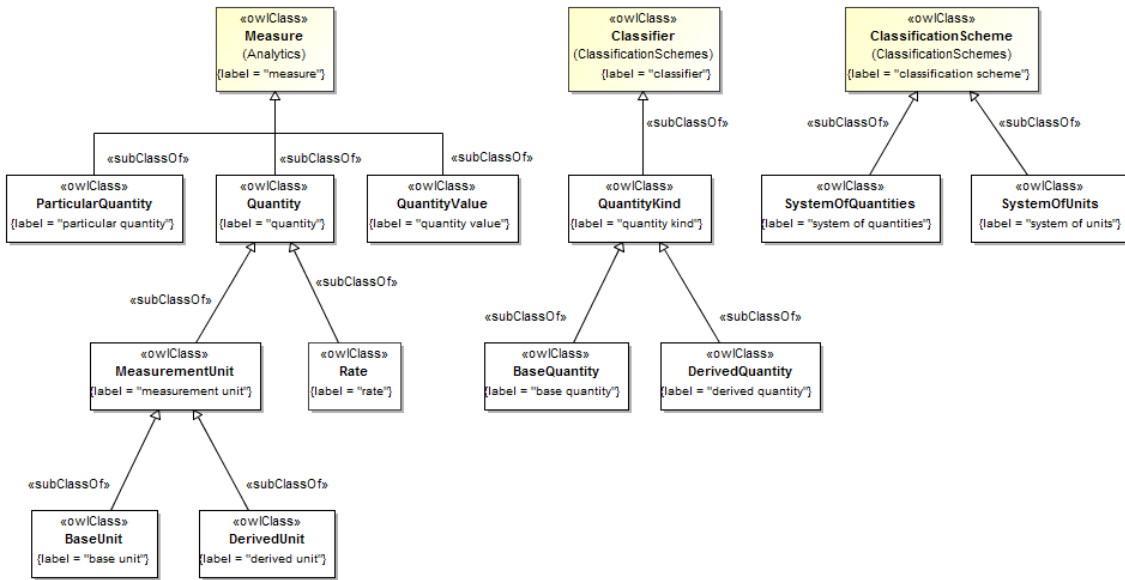 «owlClass»
Measure
(Analytics)
{label = "measure"}
«owlClass»
Classifier
(ClassificationSchemes)
{label = "classifier"}
«owlClass»
ClassificationScheme
(ClassificationSchemes)
{label = "classification scheme"}
«subClassOf»
«subClassOf»
«subClassOf»
«subClassOf»
«subClassOf»
«subClassOf»
«owlClass»
ParticularQuantity
{label = "particular quantity"}
«owlClass»
Quantity
{label = "quantity"}
«owlClass»
QuantityValue
{label = "quantity value"}
«owlClass»
QuantityKind
{label = "quantity kind"}
«owlClass»
SystemOfQuantities
{label = "system of quantities"}
«owlClass»
SystemOfUnits
{label = "system of units"}
«subClassOf»
«subClassOf»
«subClassOf»
«subClassOf»
«owlClass»
MeasurementUnit
{label = "measurement unit"}
«owlClass»
Rate
{label = "rate"}
«owlClass»
BaseQuantity
{label = "base quantity"}
«owlClass»
DerivedQuantity
{label = "derived quantity"}
«subClassOf»
«subClassOf»
«owlClass»
BaseUnit
{label = "base unit"}
«owlClass»
DerivedUnit
{label = "derived unit"}